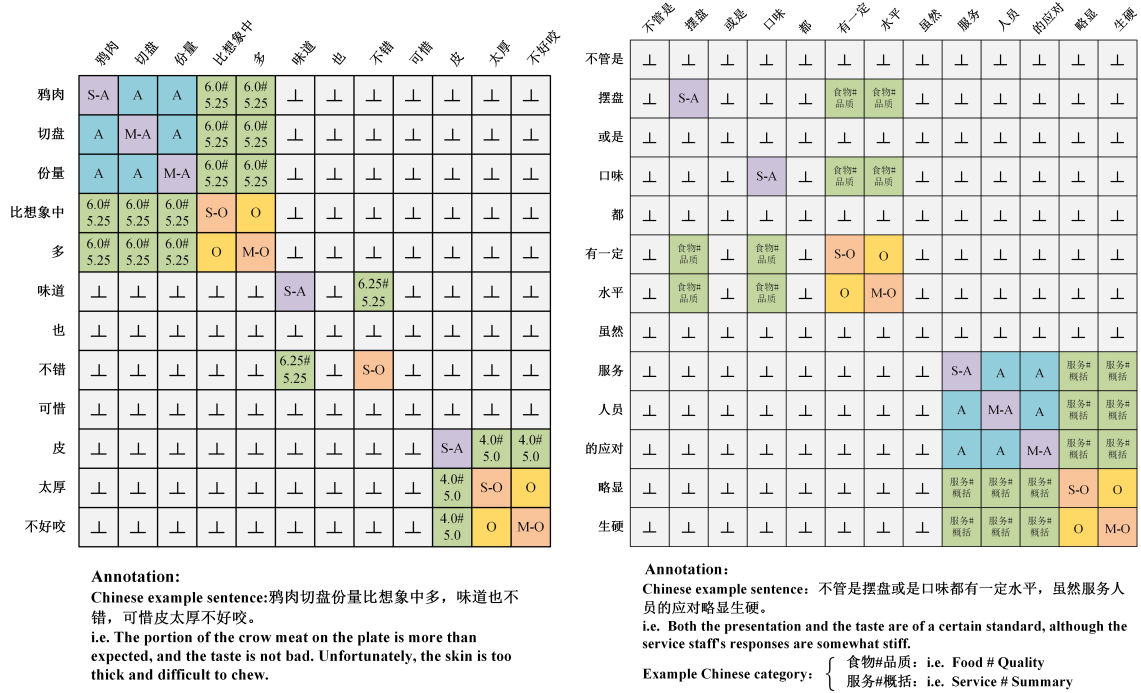 鸦肉 切盘 份量 比想象中 多 味道 也 不错 可惜 皮 太厚 不好咬
鸦肉 S-A A A 6.0# 5.25 6.0# 5.25 ⊥ ⊥ ⊥ ⊥ ⊥ ⊥ ⊥
切盘 A M-A A 6.0# 5.25 6.0# 5.25 ⊥ ⊥ ⊥ ⊥ ⊥ ⊥ ⊥
份量 A A M-A 6.0# 5.25 6.0# 5.25 ⊥ ⊥ ⊥ ⊥ ⊥ ⊥ ⊥
比想象中 6.0# 5.25 6.0# 5.25 6.0# 5.25 S-O O ⊥ ⊥ ⊥ ⊥ ⊥ ⊥ ⊥
多 6.0# 5.25 6.0# 5.25 6.0# 5.25 O M-O ⊥ ⊥ ⊥ ⊥ ⊥ ⊥ ⊥
味道 ⊥ ⊥ ⊥ ⊥ ⊥ S-A ⊥ 6.25# 5.25 ⊥ ⊥ ⊥ ⊥
也 ⊥ ⊥ ⊥ ⊥ ⊥ ⊥ ⊥ ⊥ ⊥ ⊥ ⊥ ⊥
不错 ⊥ ⊥ ⊥ ⊥ ⊥ 6.25# 5.25 ⊥ S-O ⊥ ⊥ ⊥ ⊥
可惜 ⊥ ⊥ ⊥ ⊥ ⊥ ⊥ ⊥ ⊥ ⊥ ⊥ ⊥ ⊥
皮 ⊥ ⊥ ⊥ ⊥ ⊥ ⊥ ⊥ ⊥ ⊥ S-A 4.0# 5.0 4.0# 5.0
太厚 ⊥ ⊥ ⊥ ⊥ ⊥ ⊥ ⊥ ⊥ ⊥ 4.0# 5.0 S-O O
不好咬 ⊥ ⊥ ⊥ ⊥ ⊥ ⊥ ⊥ ⊥ ⊥ 4.0# 5.0 O M-O
Annotation:
Chinese example sentence:鸦肉切盘份量比想象中多，味道也不
错，可惜皮太厚不好咬。
i.e. The portion of the crow meat on the plate is more than
expected, and the taste is not bad. Unfortunately, the skin is too
thick and difficult to chew.
不管是 摆盘 或是 口味 都 有一定 水平 虽然 服务 人员 的应对 略显 生硬
不管是 ⊥ ⊥ ⊥ ⊥ ⊥ ⊥ ⊥ ⊥ ⊥ ⊥ ⊥ ⊥ ⊥
摆盘 ⊥ S-A ⊥ ⊥ ⊥ 食物# 品质 食物# 品质 ⊥ ⊥ ⊥ ⊥ ⊥ ⊥
或是 ⊥ ⊥ ⊥ ⊥ ⊥ ⊥ ⊥ ⊥ ⊥ ⊥ ⊥ ⊥ ⊥
口味 ⊥ ⊥ ⊥ S-A ⊥ 食物# 品质 食物# 品质 ⊥ ⊥ ⊥ ⊥ ⊥ ⊥
都 ⊥ ⊥ ⊥ ⊥ ⊥ ⊥ ⊥ ⊥ ⊥ ⊥ ⊥ ⊥ ⊥
有一定 ⊥ 食物# 品质 ⊥ 食物# 品质 ⊥ S-O O ⊥ ⊥ ⊥ ⊥ ⊥ ⊥
水平 ⊥ 食物# 品质 ⊥ 食物# 品质 ⊥ O M-O ⊥ ⊥ ⊥ ⊥ ⊥ ⊥
虽然 ⊥ ⊥ ⊥ ⊥ ⊥ ⊥ ⊥ ⊥ ⊥ ⊥ ⊥ ⊥ ⊥
服务 ⊥ ⊥ ⊥ ⊥ ⊥ ⊥ ⊥ ⊥ S-A A A 服务# 概括 服务# 概括
人员 ⊥ ⊥ ⊥ ⊥ ⊥ ⊥ ⊥ ⊥ A M-A A 服务# 概括 服务# 概括
的应对 ⊥ ⊥ ⊥ ⊥ ⊥ ⊥ ⊥ ⊥ A A M-A 服务# 概括 服务# 概括
略显 ⊥ ⊥ ⊥ ⊥ ⊥ ⊥ ⊥ ⊥ 服务# 概括 服务# 概括 服务# 概括 S-O O
生硬 ⊥ ⊥ ⊥ ⊥ ⊥ ⊥ ⊥ ⊥ 服务# 概括 服务# 概括 服务# 概括 O M-O
Annotation：
Chinese example sentence：不管是摆盘或是口味都有一定水平，虽然服务人
员的应对略显生硬。
i.e. Both the presentation and the taste are of a certain standard, although the
service staff's responses are somewhat stiff.
Example Chinese category：
食物#品质：i.e. Food # Quality
服务#概括：i.e. Service # Summary